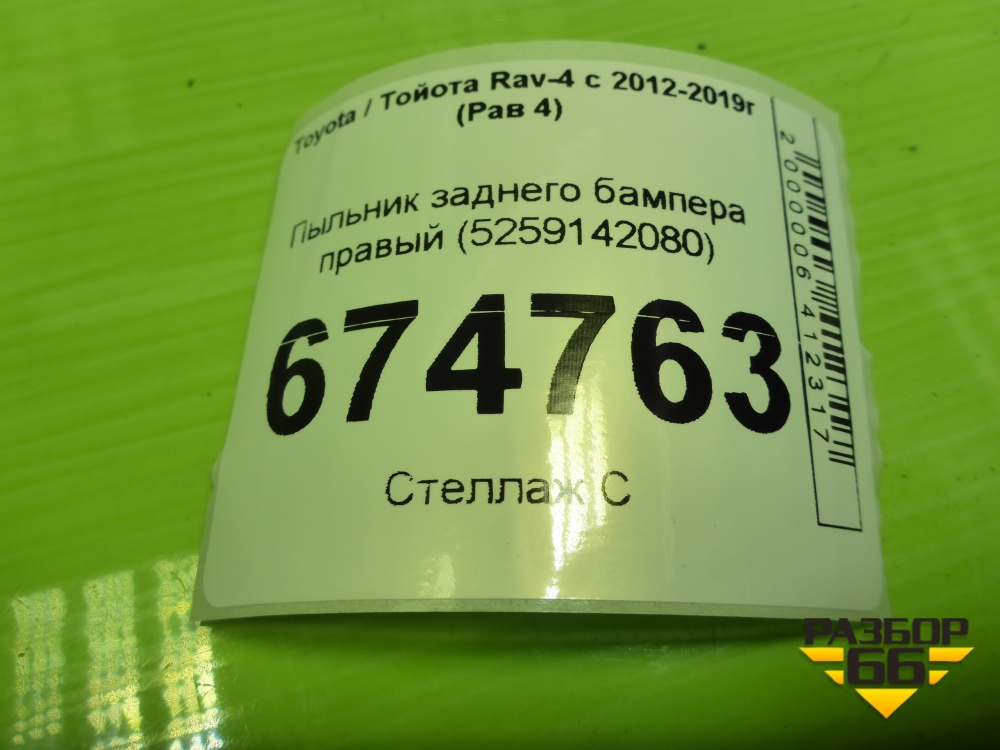 Toyota / Тойота Rav-4 с 2012-2019г
(Рав 4)
Пыльник заднего бампера
правый (5259142080)
674763
Стеллаж С
2000006412317
РАЗБОР
66